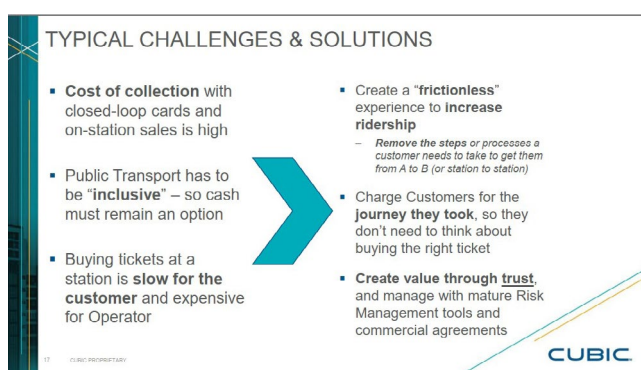 TYPICAL CHALLENGES & SOLUTIONS
▪ Cost of collection with
closed-loop cards and
on-station sales is high
▪ Public Transport has to
be “inclusive” – so cash
must remain an option
▪ Buying tickets at a
station is slow for the
customer and expensive
for Operator
▪ Create a “frictionless”
experience to increase
ridership
– Remove the steps or processes a
customer needs to take to get them
from A to B (or station to station)
▪ Charge Customers for the
journey they took, so they
don’t need to think about
buying the right ticket
▪ Create value through trust,
and manage with mature Risk
Management tools and
commercial agreements
17 CUBIC PROPRIETARY
CUBIC